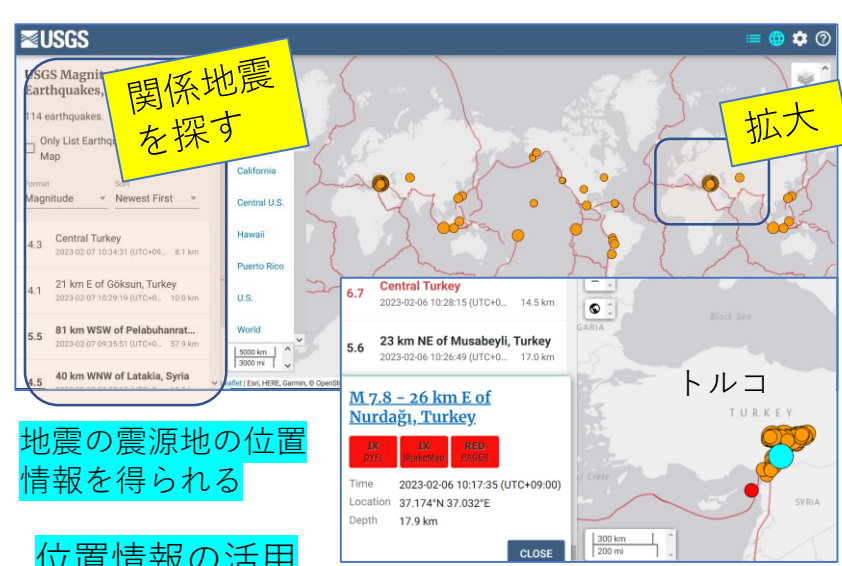 USGS
USGS Magnit
Earthquakes,
関係地震
を探す
拡大
114 earthquakes.
Only List Earthq
Map
Format
Sort
Magnitude
Newest First
California
Central U.S.
Hawaii
Puerto Rico
U.S.
World
4.3
Central Turkey
2023-02-07 10:34:31 (UTC+09... 8.1 km
4.1
21 km E of Göksun, Turkey
2023-02-07 10:29:19 (UTC+0... 10.0 km
5.5
81 km WSW of Pelabuhanrat...
2023-02-07 09:35:51 (UTC+0... 57.9 km
4.5
40 km WNW of Latakia, Syria
5000 km
3000 mi
Leaflet | Esri, HERE, Garmin, © OpenSt
6.7
Central Turkey
2023-02-06 10:28:15 (UTC+0... 14.5 km
5.6
23 km NE of Musabeyli, Turkey
2023-02-06 10:26:49 (UTC+0... 17.0 km
M 7.8 - 26 km E of
Nurdağı, Turkey
IX
DYFI
IX
ShakeMap
RED
PAGER
Time 2023-02-06 10:17:35 (UTC+09:00)
Location 37.174°N 37.032°E
Depth 17.9 km
CLOSE
GARIA
Black Sea
トルコ
TURKEY
of Crete
SYRIA
300 km
200 mi
地震の震源地の位置
情報を得られる
位置情報の活用